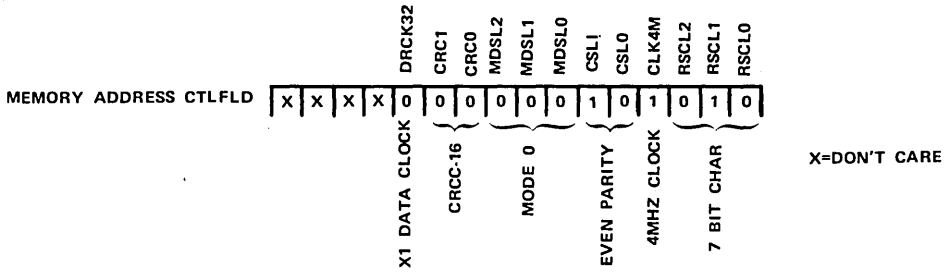 DRCK32
CRC1
CRC0
MDSL2
MDSL1
MDSL0
CSL!
CSL0
CLK4M
RSCL2
RSCL1
RSCL0
MEMORY ADDRESS CTLFLD X X X X 0 0 0 0 0 0 1 0 1 0 1 0
X1 DATA CLOCK
CRCC-16
MODE 0
EVEN PARITY
4MHZ CLOCK
7 BIT CHAR
X=DON'T CARE